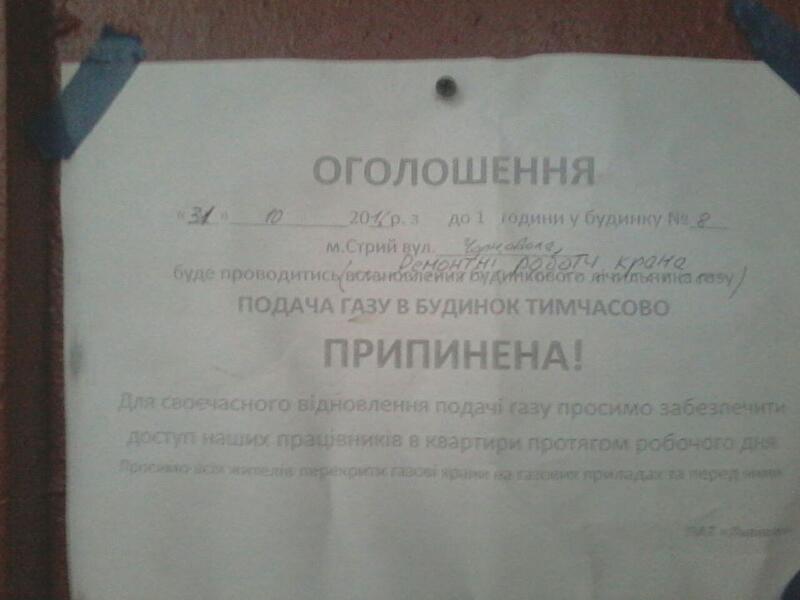 ОГОЛОШЕННЯ
«31» 10 201 р. з до 1 години у будинку № 8
м.Стрий вул. Чорновола,
Ремонтні роботи крана
буде проводитись (встановлення будинкового лічильника газу)
ПОДАЧА ГАЗУ В БУДИНОК ТИМЧАСОВО
ПРИПИНЕНА!
Для своєчасного відновлення подачі газу просимо забезпечити
доступ наших працівників в квартири протягом робочого дня
Просимо всіх жителів перекрити газові крани на газових приладах та перед ними
ПАТ